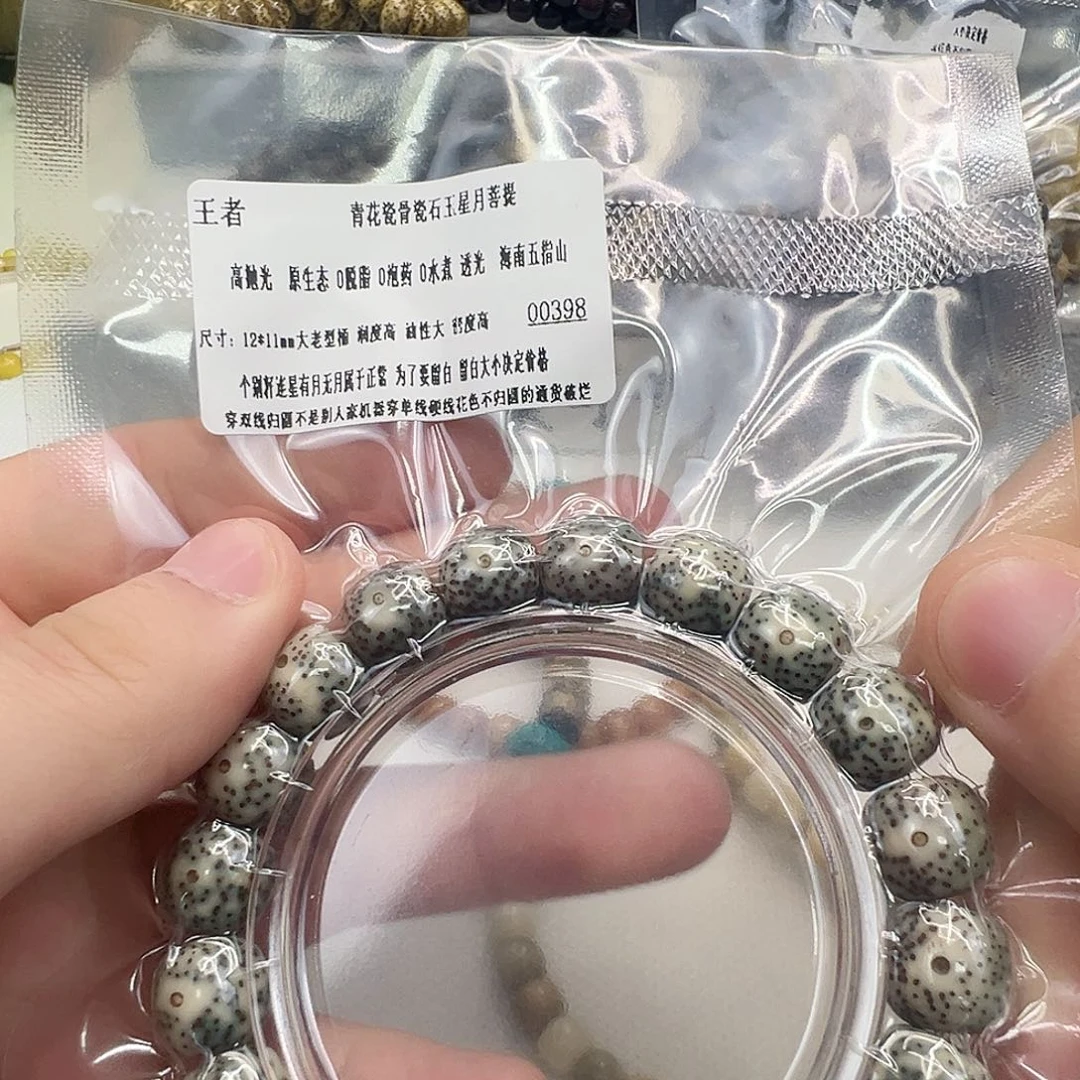 王者 青花瓷骨瓷石玉星月菩提
高抛光 原生态 0脱脂 0泡药 0水煮 透光 海南五指山
尺寸：12*11mm大老型桶 润度高 油性大 密度高 00398
个别籽连星有月无月属于正常 为了要留白 留白大小决定价格
穿双线归圆不是别人家机器穿单线硬线花色不归圆的通货破烂